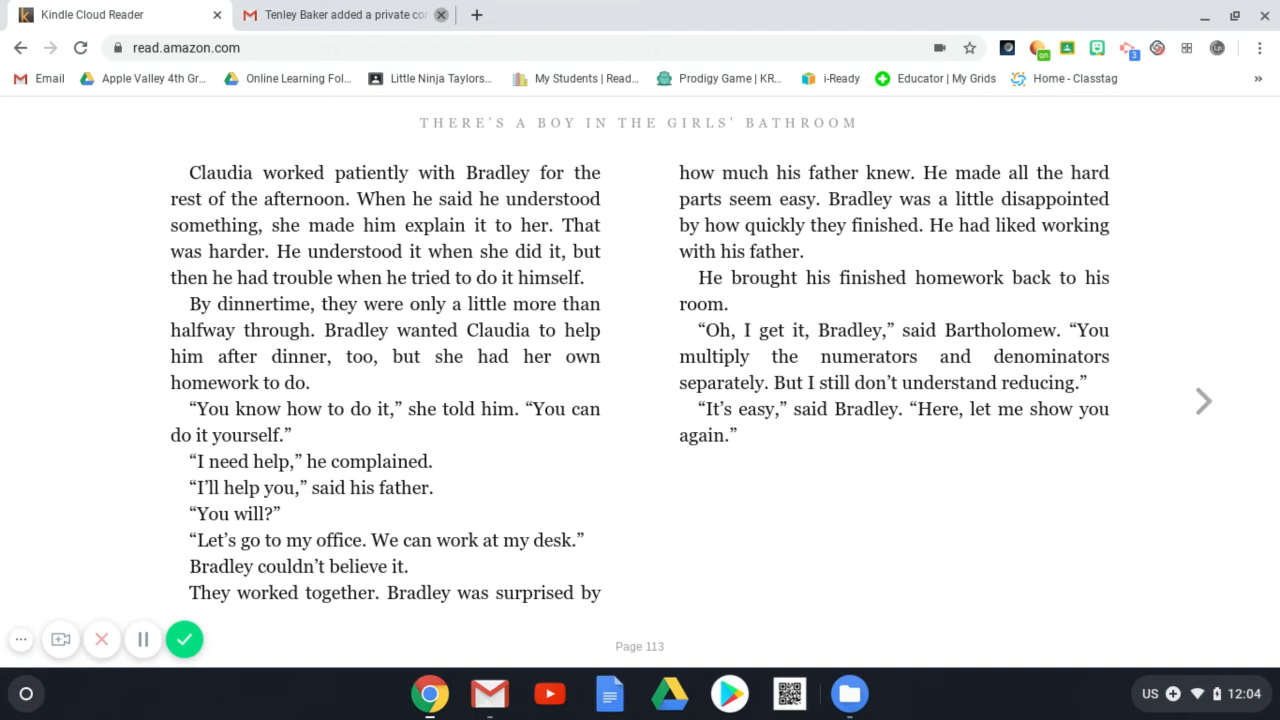 Kindle Cloud Reader
Tenley Baker added a private cor
read.amazon.com
on
3
Email
Apple Valley 4th Gr...
Online Learning Fol...
Little Ninja Taylors...
My Students | Read...
Prodigy Game | KR...
i-Ready
Educator | My Grids
Home - Classtag
»
THERE'S A BOY IN THE GIRLS' BATHROOM
Claudia worked patiently with Bradley for the
rest of the afternoon. When he said he understood
something, she made him explain it to her. That
was harder. He understood it when she did it, but
then he had trouble when he tried to do it himself.
By dinnertime, they were only a little more than
halfway through. Bradley wanted Claudia to help
him after dinner, too, but she had her own
homework to do.
“You know how to do it,” she told him. “You can
do it yourself.”
“I need help,” he complained.
“I’ll help you,” said his father.
“You will?”
“Let’s go to my office. We can work at my desk.”
Bradley couldn’t believe it.
They worked together. Bradley was surprised by
how much his father knew. He made all the hard
parts seem easy. Bradley was a little disappointed
by how quickly they finished. He had liked working
with his father.
He brought his finished homework back to his
room.
“Oh, I get it, Bradley,” said Bartholomew. “You
multiply the numerators and denominators
separately. But I still don’t understand reducing.”
“It’s easy,” said Bradley. “Here, let me show you
again.”
Page 113
US
12:04